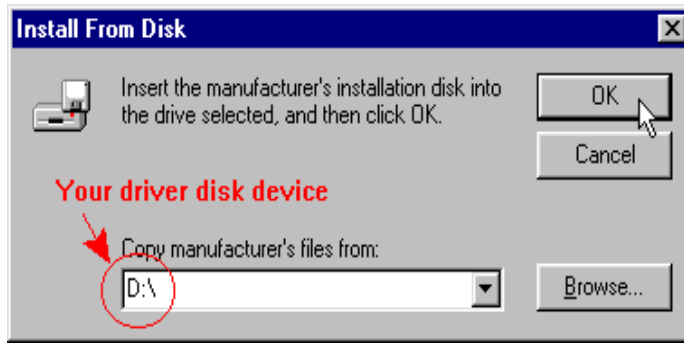 Install From Disk
Insert the manufacturer's installation disk into
the drive selected, and then click OK.
OK
Cancel
Your driver disk device
Copy manufacturer's files from:
D:\
Browse...